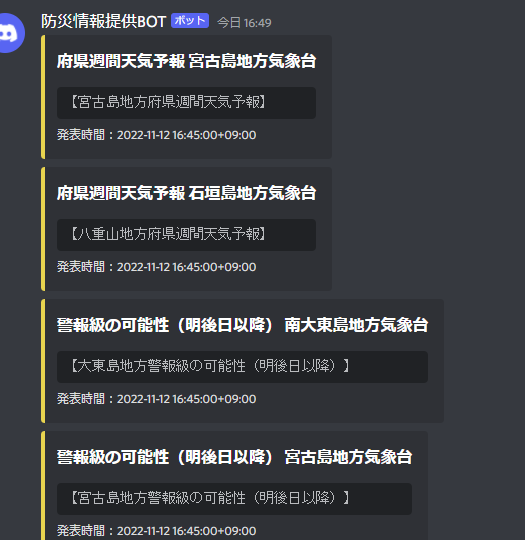 防災情報提供BOT ボット 今日 16:49
府県週間天気予報 宮古島地方気象台
【宮古島地方府県週間天気予報】
発表時間：2022-11-12 16:45:00+09:00
府県週間天気予報 石垣島地方気象台
【八重山地方府県週間天気予報】
発表時間：2022-11-12 16:45:00+09:00
警報級の可能性（明後日以降） 南大東島地方気象台
【大東島地方警報級の可能性（明後日以降）】
発表時間：2022-11-12 16:45:00+09:00
警報級の可能性（明後日以降） 宮古島地方気象台
【宮古島地方警報級の可能性（明後日以降）】
発表時間：2022-11-12 16:45:00+09:00